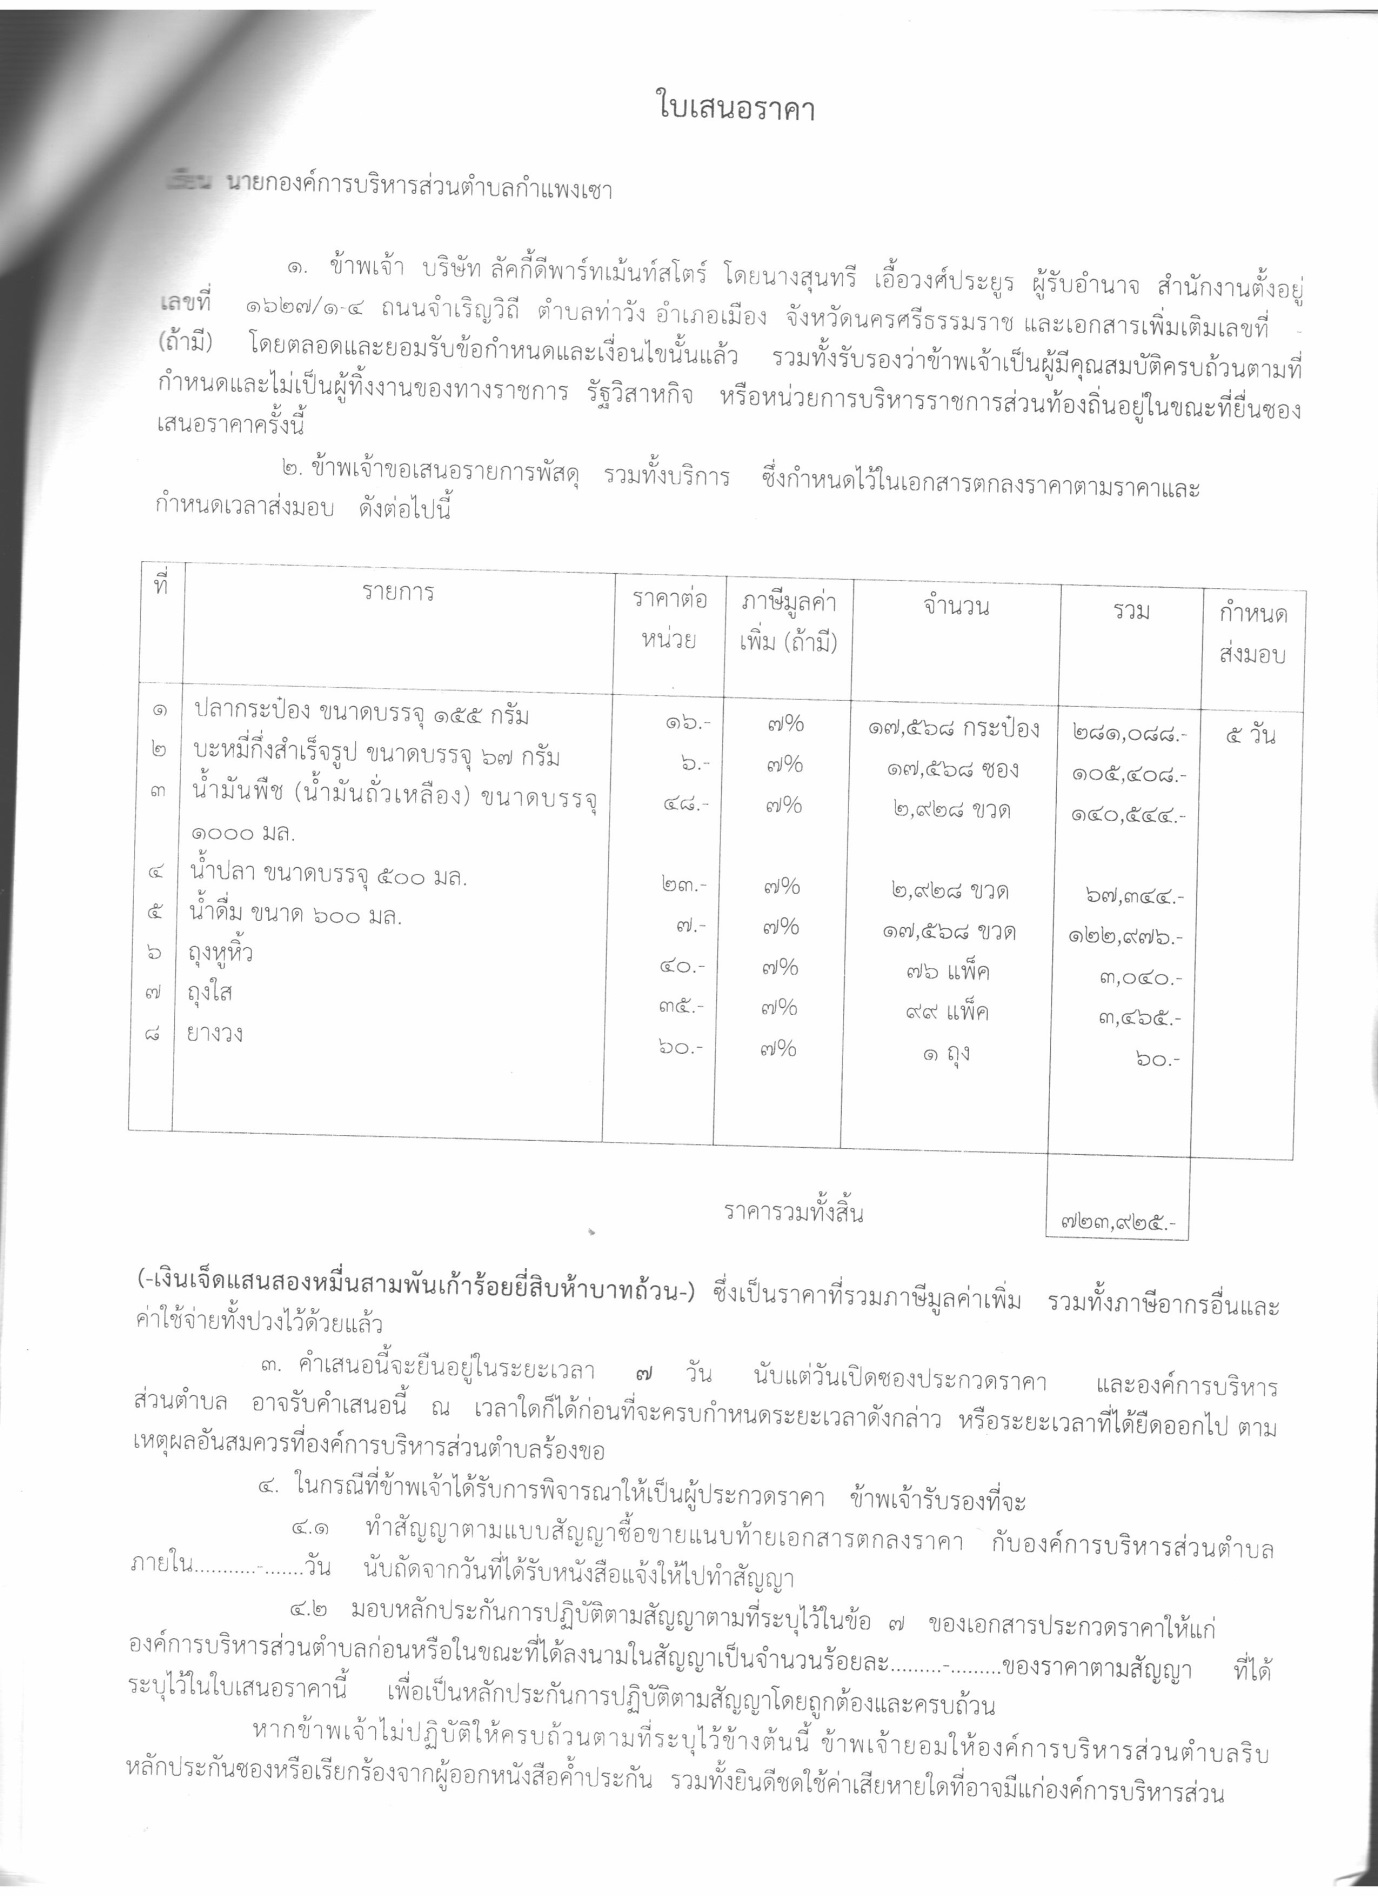 ใบเสนอราคา
เรียน นายกองค์การบริหารส่วนตำบลกำแพงเซา
๑. ข้าพเจ้า บริษัท ลัคกี้ดีพาร์ทเม้นท์สโตร์ โดยนางสุนทรี เอื้อวงศ์ประยูร ผู้รับอำนาจ สำนักงานตั้งอยู่
เลขที่ ๑๖๒๗/๑-๔ ถนนจำเริญวิถี ตำบลท่าวัง อำเภอเมือง จังหวัดนครศรีธรรมราช และเอกสารเพิ่มเติมเลขที่ -
(ถ้ามี) โดยตลอดและยอมรับข้อกำหนดและเงื่อนไขนั้นแล้ว รวมทั้งรับรองว่าข้าพเจ้าเป็นผู้มีคุณสมบัติครบถ้วนตามที่
กำหนดและไม่เป็นผู้ทิ้งงานของทางราชการ รัฐวิสาหกิจ หรือหน่วยการบริหารราชการส่วนท้องถิ่นอยู่ในขณะที่ยื่นซอง
เสนอราคาครั้งนี้
๒. ข้าพเจ้าขอเสนอรายการพัสดุ รวมทั้งบริการ ซึ่งกำหนดไว้ในเอกสารตกลงราคาตามราคาและ
กำหนดเวลาส่งมอบ ดังต่อไปนี้
ที่ รายการ ราคาต่อ ภาษีมูลค่า จำนวน รวม กำหนด
หน่วย เพิ่ม (ถ้ามี) ส่งมอบ
๑ ปลากระป๋อง ขนาดบรรจุ ๑๕๕ กรัม ๑๖.- ๗% ๑๗,๕๖๘ กระป๋อง ๒๘๑,๐๘๘.- ๕ วัน
๒ บะหมี่กึ่งสำเร็จรูป ขนาดบรรจุ ๖๗ กรัม ๖.- ๗% ๑๗,๕๖๘ ซอง ๑๐๕,๔๐๘.-
๓ น้ำมันพืช (น้ำมันถั่วเหลือง) ขนาดบรรจุ ๔๘.- ๗% ๒,๙๒๘ ขวด ๑๔๐,๕๔๔.-
๑๐๐๐ มล.
๔ น้ำปลา ขนาดบรรจุ ๕๐๐ มล. ๒๓.- ๗% ๒,๙๒๘ ขวด ๖๗,๓๔๔.-
๕ น้ำดื่ม ขนาด ๖๐๐ มล. ๗.- ๗% ๑๗,๕๖๘ ขวด ๑๒๒,๙๗๖.-
๖ ถุงหูหิ้ว ๔๐.- ๗% ๗๖ แพ็ค ๓,๐๔๐.-
๗ ถุงใส ๓๕.- ๗% ๙๙ แพ็ค ๓,๔๖๕.-
๘ ยางวง ๖๐.- ๗% ๑ ถุง ๖๐.-
ราคารวมทั้งสิ้น ๗๒๓,๙๒๕.-
(-เงินเจ็ดแสนสองหมื่นสามพันเก้าร้อยยี่สิบห้าบาทถ้วน-) ซึ่งเป็นราคาที่รวมภาษีมูลค่าเพิ่ม รวมทั้งภาษีอากรอื่นและ
ค่าใช้จ่ายทั้งปวงไว้ด้วยแล้ว
๓. คำเสนอนี้จะยืนอยู่ในระยะเวลา ๗ วัน นับแต่วันเปิดซองประกวดราคา และองค์การบริหาร
ส่วนตำบล อาจรับคำเสนอนี้ ณ เวลาใดก็ได้ก่อนที่จะครบกำหนดระยะเวลาดังกล่าว หรือระยะเวลาที่ได้ยืดออกไป ตาม
เหตุผลอันสมควรที่องค์การบริหารส่วนตำบลร้องขอ
๔. ในกรณีที่ข้าพเจ้าได้รับการพิจารณาให้เป็นผู้ประกวดราคา ข้าพเจ้ารับรองที่จะ
๔.๑ ทำสัญญาตามแบบสัญญาซื้อขายแนบท้ายเอกสารตกลงราคา กับองค์การบริหารส่วนตำบล
ภายใน...........-.......วัน นับถัดจากวันที่ได้รับหนังสือแจ้งให้ไปทำสัญญา
๔.๒ มอบหลักประกันการปฏิบัติตามสัญญาตามที่ระบุไว้ในข้อ ๗ ของเอกสารประกวดราคาให้แก่
องค์การบริหารส่วนตำบลก่อนหรือในขณะที่ได้ลงนามในสัญญาเป็นจำนวนร้อยละ.........-.........ของราคาตามสัญญา ที่ได้
ระบุไว้ในใบเสนอราคานี้ เพื่อเป็นหลักประกันการปฏิบัติตามสัญญาโดยถูกต้องและครบถ้วน
หากข้าพเจ้าไม่ปฏิบัติให้ครบถ้วนตามที่ระบุไว้ข้างต้นนี้ ข้าพเจ้ายอมให้องค์การบริหารส่วนตำบลริบ
หลักประกันซองหรือเรียกร้องจากผู้ออกหนังสือค้ำประกัน รวมทั้งยินดีชดใช้ค่าเสียหายใดที่อาจมีแก่องค์การบริหารส่วน